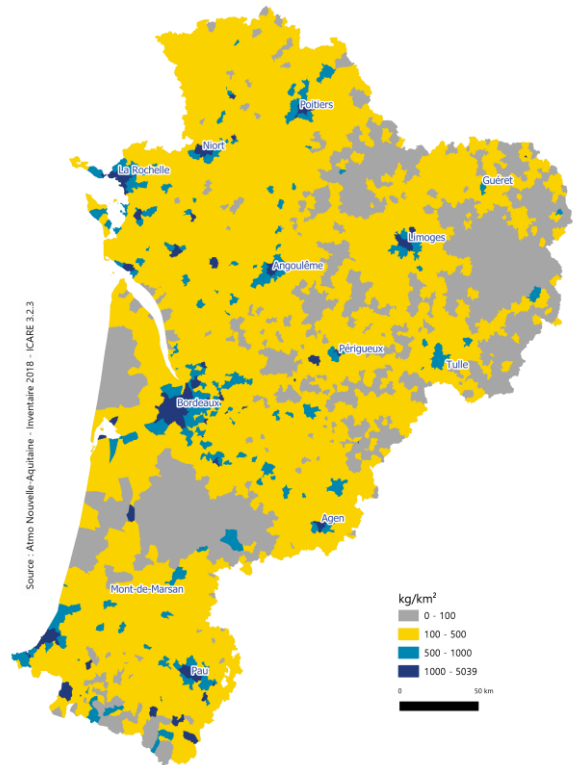 Poitiers
Niort
La Rochelle
Guéret
Limoges
Angoulême
Périgueux
Tulle
Bordeaux
Agen
Mont-de-Marsan
Pau
Source : Atmo Nouvelle-Aquitaine - Inventaire 2018 - ICARE 3.2.3
kg/km²
0 - 100
100 - 500
500 - 1000
1000 - 5039
0 50 km